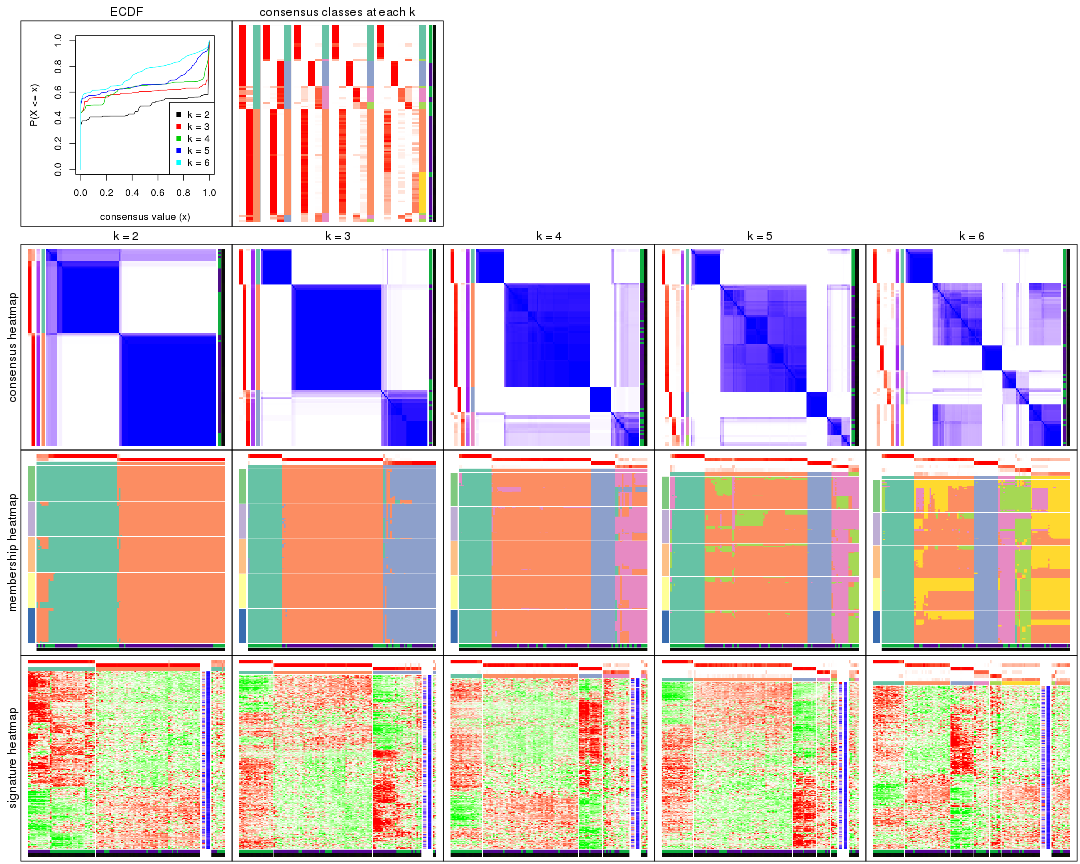 ECDF
consensus classes at each k
P(X <= x)
0.0 0.2 0.4 0.6 0.8 1.0
k = 2
k = 3
k = 4
k = 5
k = 6
0.0 0.2 0.4 0.6 0.8 1.0
consensus value (x)
k = 2 k = 3 k = 4 k = 5 k = 6
consensus heatmap
membership heatmap
signature heatmap